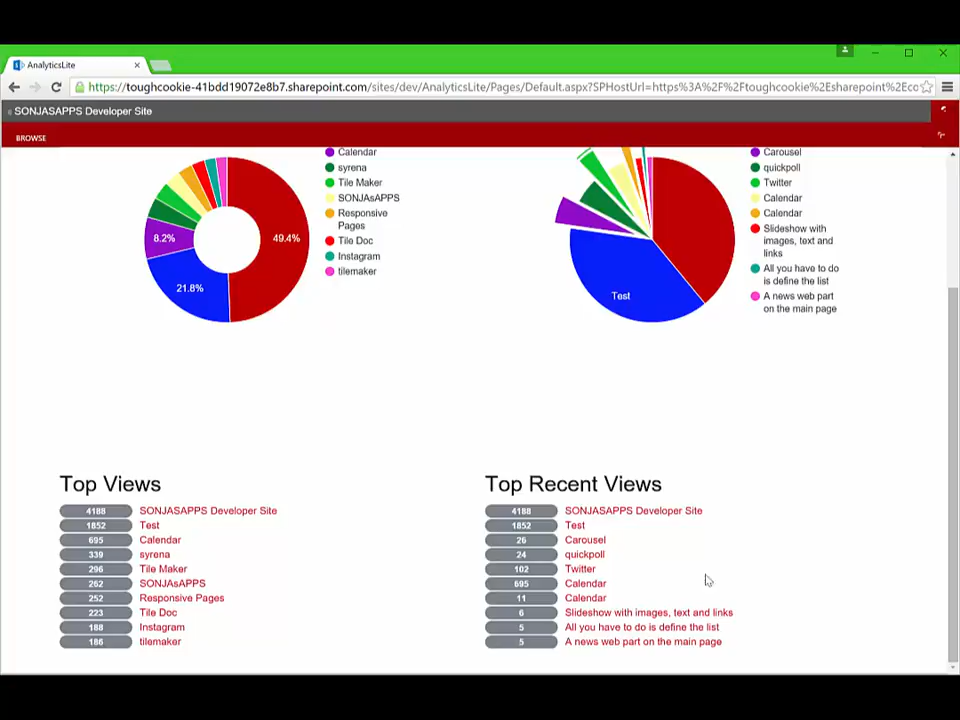 AnalyticsLite
https://toughcookie-41bdd19072e8b7.sharepoint.com/sites/dev/AnalyticsLite/Pages/Default.aspx?SPHostUrl=https%3A%2F%2Ftoughcookie%2Esharepoint%2Ecc
SONJASAPPS Developer Site
BROWSE
Calendar
syrena
Tile Maker
SONJAsAPPS
Responsive
Pages
Tile Doc
Instagram
tilemaker
8.2%
49.4%
21.8%
Carousel
quickpoll
Twitter
Calendar
Calendar
Slideshow with
images, text and
links
All you have to do
is define the list
A news web part
on the main page
Test
Top Views
4188 SONJASAPPS Developer Site
1852 Test
695 Calendar
339 syrena
296 Tile Maker
262 SONJAsAPPS
252 Responsive Pages
223 Tile Doc
188 Instagram
186 tilemaker
Top Recent Views
4188 SONJASAPPS Developer Site
1852 Test
26 Carousel
24 quickpoll
102 Twitter
695 Calendar
11 Calendar
6 Slideshow with images, text and links
5 All you have to do is define the list
5 A news web part on the main page